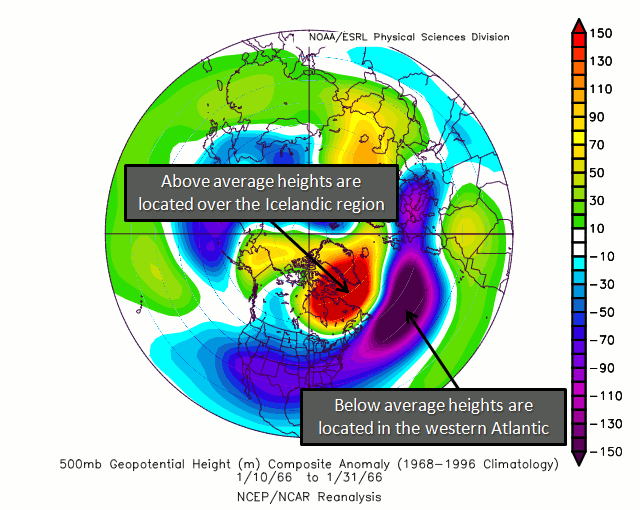 NOAA/ESRL Physical Sciences Division
150
130
110
90
70
50
30
10
-10
-30
-50
-70
-90
-110
-130
-150
Above average heights are
located over the Icelandic region
Below average heights are
located in the western Atlantic
500mb Geopotential Height (m) Composite Anomaly (1968-1996 Climatology)
1/10/66 to 1/31/66
NCEP/NCAR Reanalysis